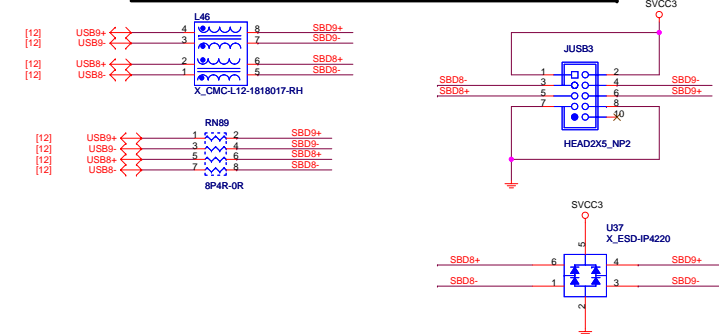 SVCC3
L46
[12] USB9+ 4 8 SBD9+
[12] USB9- 3 7 SBD9-
[12] USB8+ 2 6 SBD8+
[12] USB8- 1 5 SBD8-
X_CMC-L12-1818017-RH
JUSB3
1 2
SBD8- 3 4 SBD9-
SBD8+ 5 6 SBD9+
7 8
10
HEAD2X5_NP2
RN89
[12] USB9+ 1 2 SBD9+
[12] USB9- 3 4 SBD9-
[12] USB8+ 5 6 SBD8+
[12] USB8- 7 8 SBD8-
8P4R-0R
SVCC3
U37
X_ESD-IP4220
5
SBD8+ 6 4 SBD9+
SBD8- 1 3 SBD9-
2